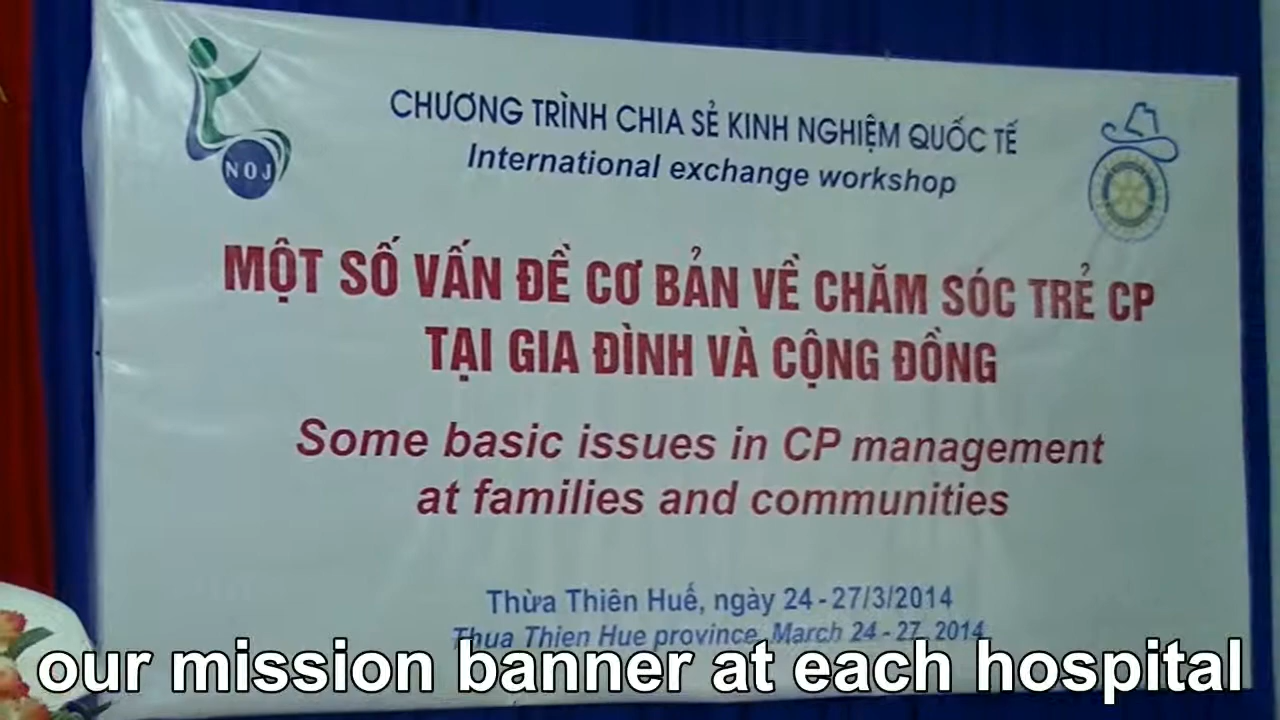 NOJ
CHƯƠNG TRÌNH CHIA SẺ KINH NGHIỆM QUỐC TẾ
International exchange workshop
MỘT SỐ VẤN ĐỀ CƠ BẢN VỀ CHĂM SÓC TRẺ CP
TẠI GIA ĐÌNH VÀ CỘNG ĐỒNG
Some basic issues in CP management
at families and communities
Thừa Thiên Huế, ngày 24 - 27/3/2014
Thua Thien Hue province, March 24 - 27, 2014
our mission banner at each hospital